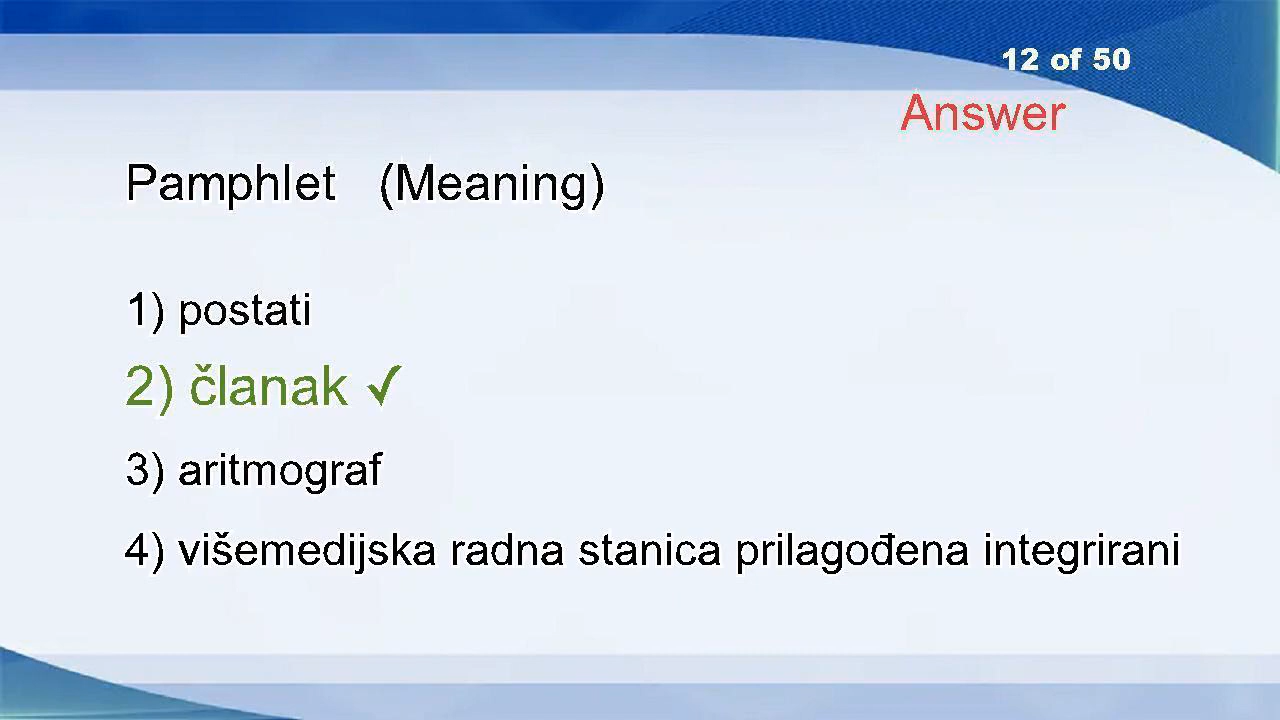 12 of 50
Answer
Pamphlet (Meaning)
1) postati
2) članak ✓
3) aritmograf
4) višemedijska radna stanica prilagođena integrirani